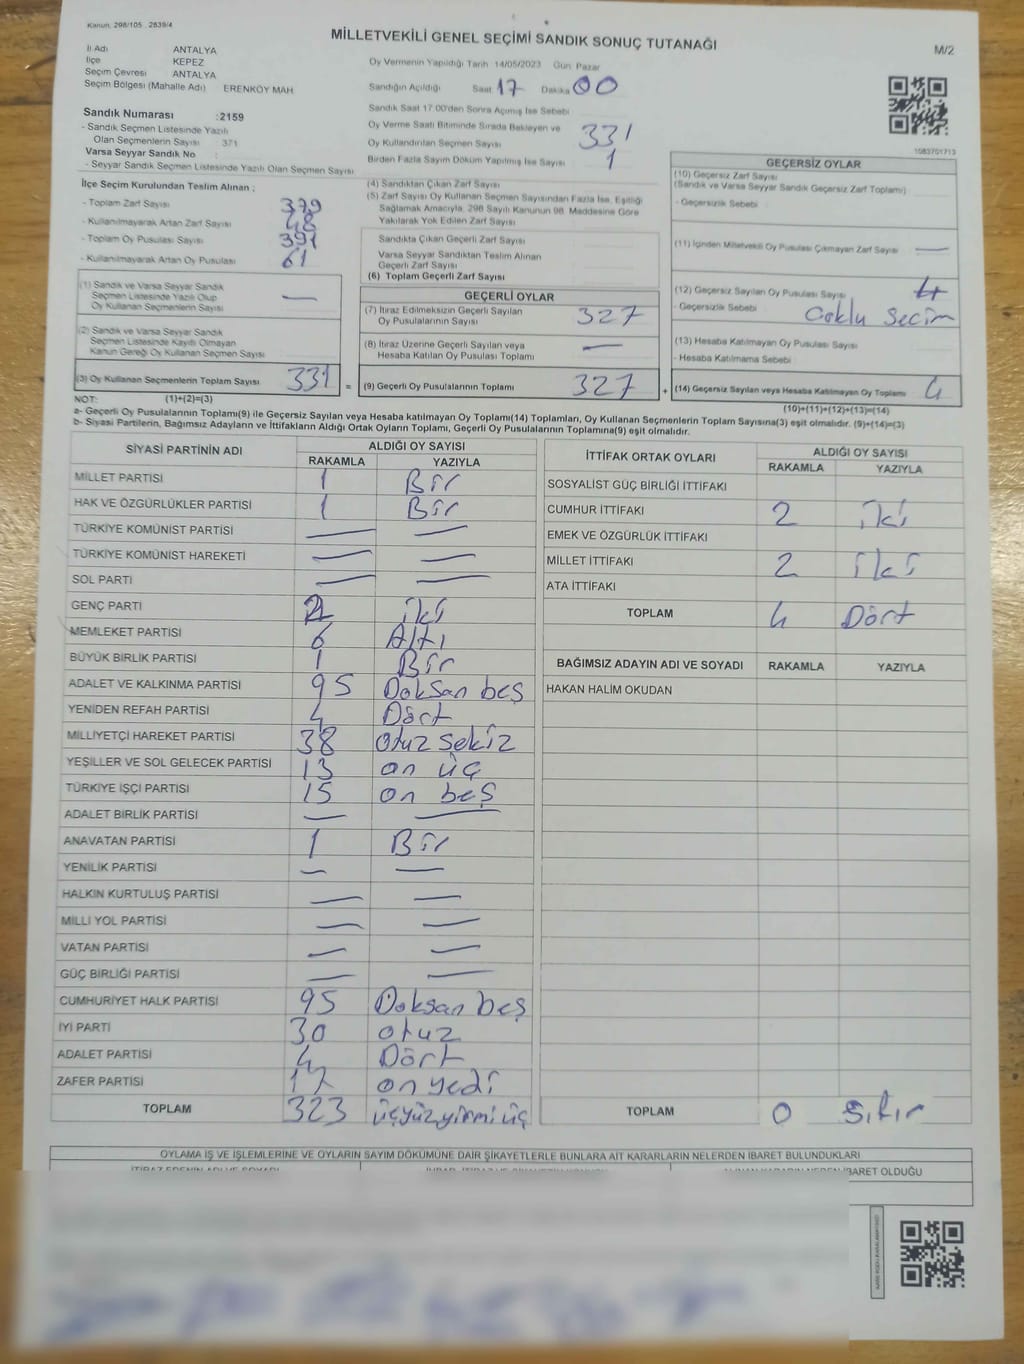 Kanun: 298/105 . 2839/4
MİLLETVEKİLİ GENEL SEÇİMİ SANDIK SONUÇ TUTANAĞI
M/2
İl Adı ANTALYA
İlçe KEPEZ
Seçim Çevresi ANTALYA
Seçim Bölgesi (Mahalle Adı) ERENKÖY MAH
Oy Vermenin Yapıldığı Tarih 14/05/2023 Gün: Pazar
Sandığın Açıldığı Saat 17 Dakika 00
Sandık Saat 17.00'den Sonra Açılmış İse Sebebi
Oy Verme Saati Bitiminde Sırada Bekleyen ve
Oy Kullandırılan Seçmen Sayısı 331
Birden Fazla Sayım Döküm Yapılmış İse Sayısı 1
Sandık Numarası :2159
- Sandık Seçmen Listesinde Yazılı
Olan Seçmenlerin Sayısı : 371
Varsa Seyyar Sandık No :
- Seyyar Sandık Seçmen Listesinde Yazılı Olan Seçmen Sayısı
İlçe Seçim Kurulundan Teslim Alınan ;
- Toplam Zarf Sayısı 379
- Kullanılmayarak Artan Zarf Sayısı 48
- Toplam Oy Pusulası Sayısı 391
- Kullanılmayarak Artan Oy Pusulası 61
(1) Sandık ve Varsa Seyyar Sandık
Seçmen Listesinde Yazılı Olup
Oy Kullanan Seçmenlerin Sayısı —
(2) Sandık ve Varsa Seyyar Sandık
Seçmen Listesinde Kayıtlı Olmayan
Kanun Gereği Oy Kullanan Seçmen Sayısı
(3) Oy Kullanan Seçmenlerin Toplam Sayısı 331 =
(4) Sandıktan Çıkan Zarf Sayısı
(5) Zarf Sayısı Oy Kullanan Seçmen Sayısından Fazla İse, Eşitliği
Sağlamak Amacıyla, 298 Sayılı Kanunun 98. Maddesine Göre
Yakılarak Yok Edilen Zarf Sayısı
Sandıkta Çıkan Geçerli Zarf Sayısı
Varsa Seyyar Sandıktan Teslim Alınan
Geçerli Zarf Sayısı
(6) Toplam Geçerli Zarf Sayısı
GEÇERLİ OYLAR
(7) İtiraz Edilmeksizin Geçerli Sayılan
Oy Pusulalarının Sayısı 327
(8) İtiraz Üzerine Geçerli Sayılan veya
Hesaba Katılan Oy Pusulası Toplamı —
(9) Geçerli Oy Pusulalarının Toplamı 327 +
1083701713
GEÇERSİZ OYLAR
(10) Geçersiz Zarf Sayısı
(Sandık ve Varsa Seyyar Sandık Geçersiz Zarf Toplamı)
- Geçersizlik Sebebi
(11) İçinden Milletvekili Oy Pusulası Çıkmayan Zarf Sayısı —
(12) Geçersiz Sayılan Oy Pusulası Sayısı 4
- Geçersizlik Sebebi Çoklu Seçim
(13) Hesaba Katılmayan Oy Pusulası Sayısı
- Hesaba Katılmama Sebebi
(14) Geçersiz Sayılan veya Hesaba Katılmayan Oy Toplamı 4
NOT: (1)+(2)=(3) (10)+(11)+(12)+(13)=(14)
a- Geçerli Oy Pusulalarının Toplamı(9) ile Geçersiz Sayılan veya Hesaba katılmayan Oy Toplamı(14) Toplamları, Oy Kullanan Seçmenlerin Toplam Sayısına(3) eşit olmalıdır. (9)+(14)=(3)
b- Siyasi Partilerin, Bağımsız Adayların ve İttifakların Aldığı Ortak Oyların Toplamı, Geçerli Oy Pusulalarının Toplamına(9) eşit olmalıdır.
SİYASİ PARTİNİN ADI ALDIĞI OY SAYISI
RAKAMLA YAZIYLA
MİLLET PARTİSİ 1 Bir
HAK VE ÖZGÜRLÜKLER PARTİSİ 1 Bir
TÜRKİYE KOMÜNİST PARTİSİ — —
TÜRKİYE KOMÜNİST HAREKETİ — —
SOL PARTİ — —
GENÇ PARTİ 2 iki
MEMLEKET PARTİSİ 6 Altı
BÜYÜK BİRLİK PARTİSİ 1 Bir
ADALET VE KALKINMA PARTİSİ 95 Doksan beş
YENİDEN REFAH PARTİSİ 4 Dört
MİLLİYETÇİ HAREKET PARTİSİ 38 otuz sekiz
YEŞİLLER VE SOL GELECEK PARTİSİ 13 on üç
TÜRKİYE İŞÇİ PARTİSİ 15 on beş
ADALET BİRLİK PARTİSİ — —
ANAVATAN PARTİSİ 1 Bir
YENİLİK PARTİSİ — —
HALKIN KURTULUŞ PARTİSİ — —
MİLLİ YOL PARTİSİ — —
VATAN PARTİSİ — —
GÜÇ BİRLİĞİ PARTİSİ — —
CUMHURİYET HALK PARTİSİ 95 Doksan beş
İYİ PARTİ 30 otuz
ADALET PARTİSİ 4 Dört
ZAFER PARTİSİ 17 on yedi
TOPLAM 323 üçyüzyirmi üç
İTTİFAK ORTAK OYLARI ALDIĞI OY SAYISI
RAKAMLA YAZIYLA
SOSYALİST GÜÇ BİRLİĞİ İTTİFAKI
CUMHUR İTTİFAKI 2 iki
EMEK VE ÖZGÜRLÜK İTTİFAKI
MİLLET İTTİFAKI 2 iki
ATA İTTİFAKI
TOPLAM 4 Dört
BAĞIMSIZ ADAYIN ADI VE SOYADI RAKAMLA YAZIYLA
HAKAN HALİM OKUDAN
TOPLAM 0 Sıfır
OYLAMA İŞ VE İŞLEMLERİNE VE OYLARIN SAYIM DÖKÜMÜNE DAİR ŞİKAYETLERLE BUNLARA AİT KARARLARIN NELERDEN İBARET BULUNDUKLARI
İBARET OLDUĞU